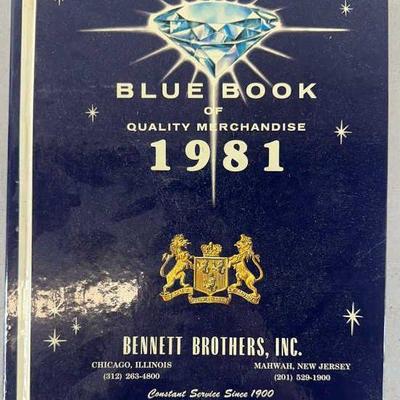 BLUE BOOK
OF
QUALITY MERCHANDISE
1981
BENNETT BROTHERS, INC.
CHICAGO, ILLINOIS
(312) 263-4800
MAHWAH, NEW JERSEY
(201) 529-1900
Constant Service Since 1900